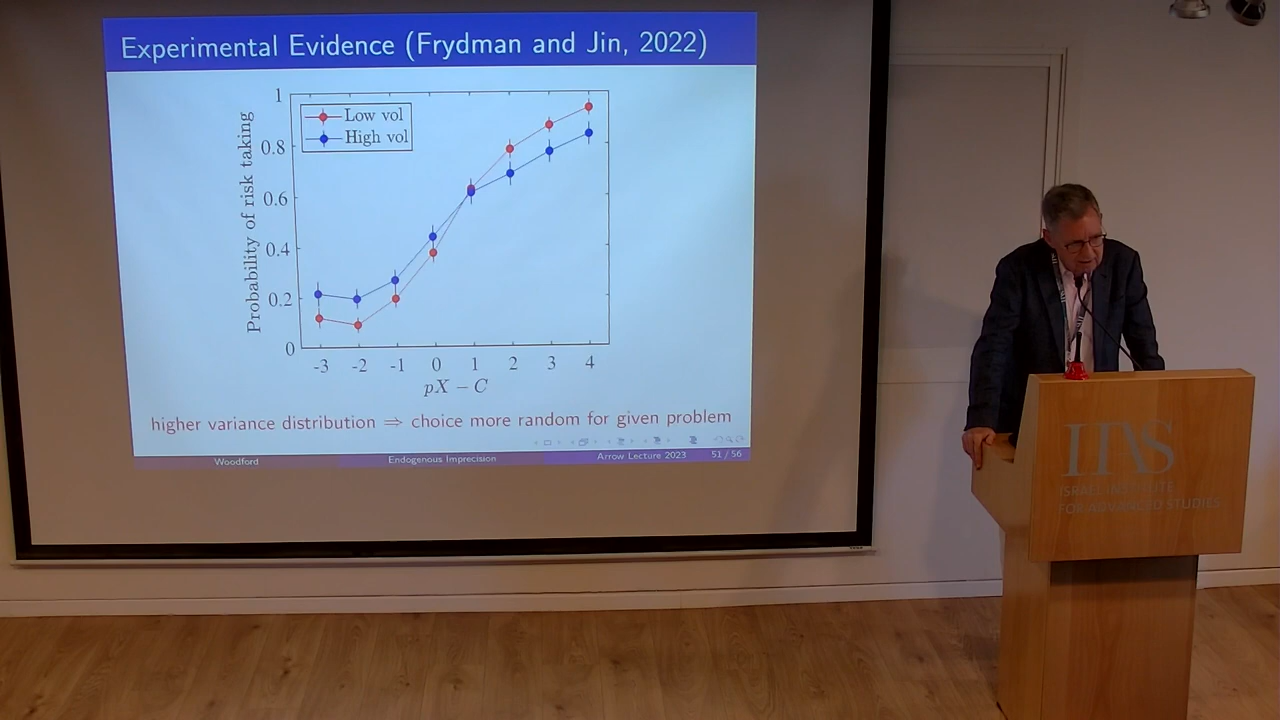 Experimental Evidence (Frydman and Jin, 2022)
Probability of risk taking
1
0.8
0.6
0.4
0.2
0
Low vol
High vol
-3 -2 -1 0 1 2 3 4
pX − C
higher variance distribution ⇒ choice more random for given problem
Woodford Endogenous Imprecision Arrow Lecture 2023 51 / 56
IIAS
ISRAEL INSTITUTE
FOR ADVANCED STUDIES